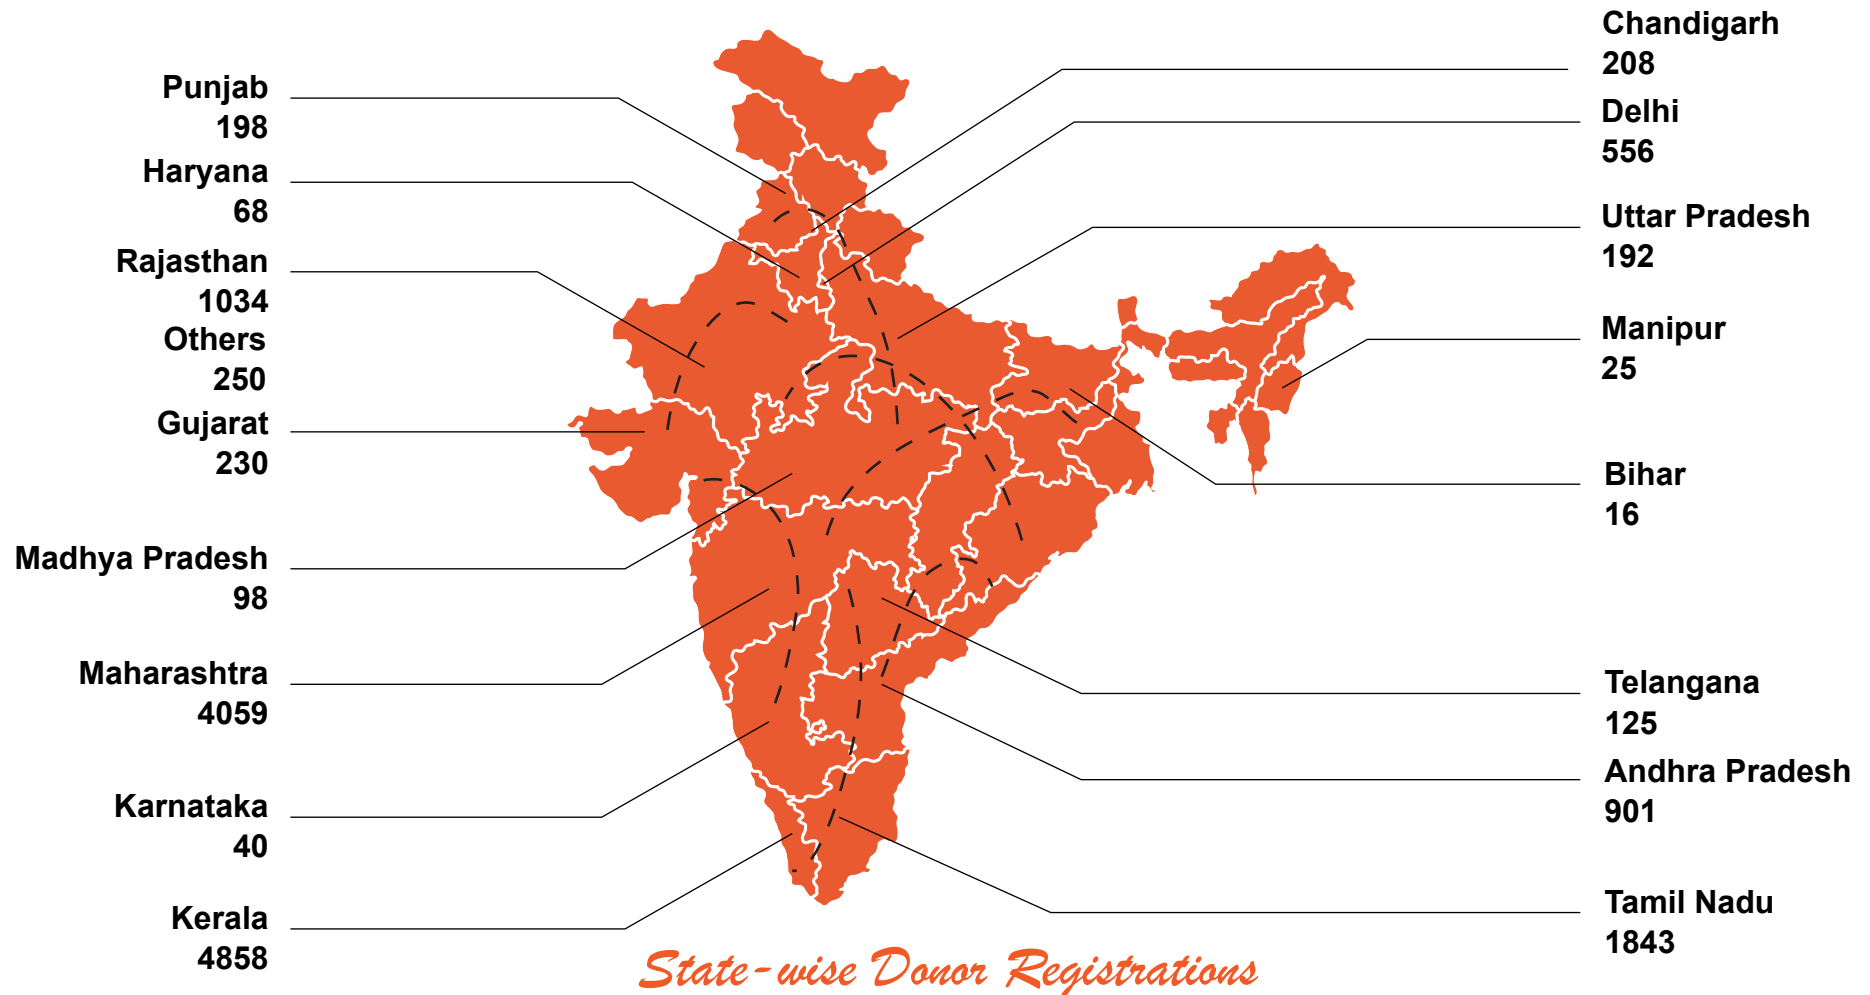 Punjab
198
Haryana
68
Rajasthan
1034
Others
250
Gujarat
230
Madhya Pradesh
98
Maharashtra
4059
Karnataka
40
Kerala
4858
Chandigarh
208
Delhi
556
Uttar Pradesh
192
Manipur
25
Bihar
16
Telangana
125
Andhra Pradesh
901
Tamil Nadu
1843
State-wise Donor Registrations